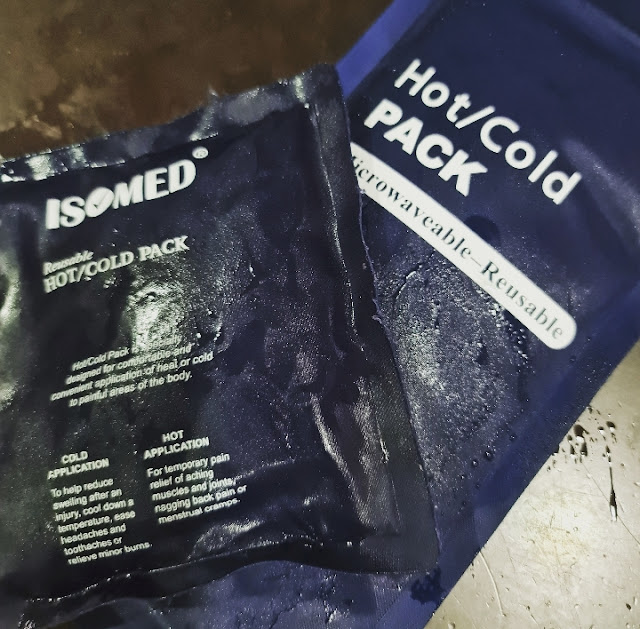 ISOMED®
Reusable
HOT/COLD PACK
Hot/Cold Pack
designed for comfortable and
convenient application of heat or cold
to painful areas of the body.
COLD
APPLICATION
To help reduce
swelling after an
injury, cool down a
temperature, ease
headaches and
toothaches or
relieve minor burns.
HOT
APPLICATION
For temporary pain
relief of aching
muscles and joints,
nagging back pain or
menstrual cramps.
Hot/Cold
PACK
Microwaveable–Reusable